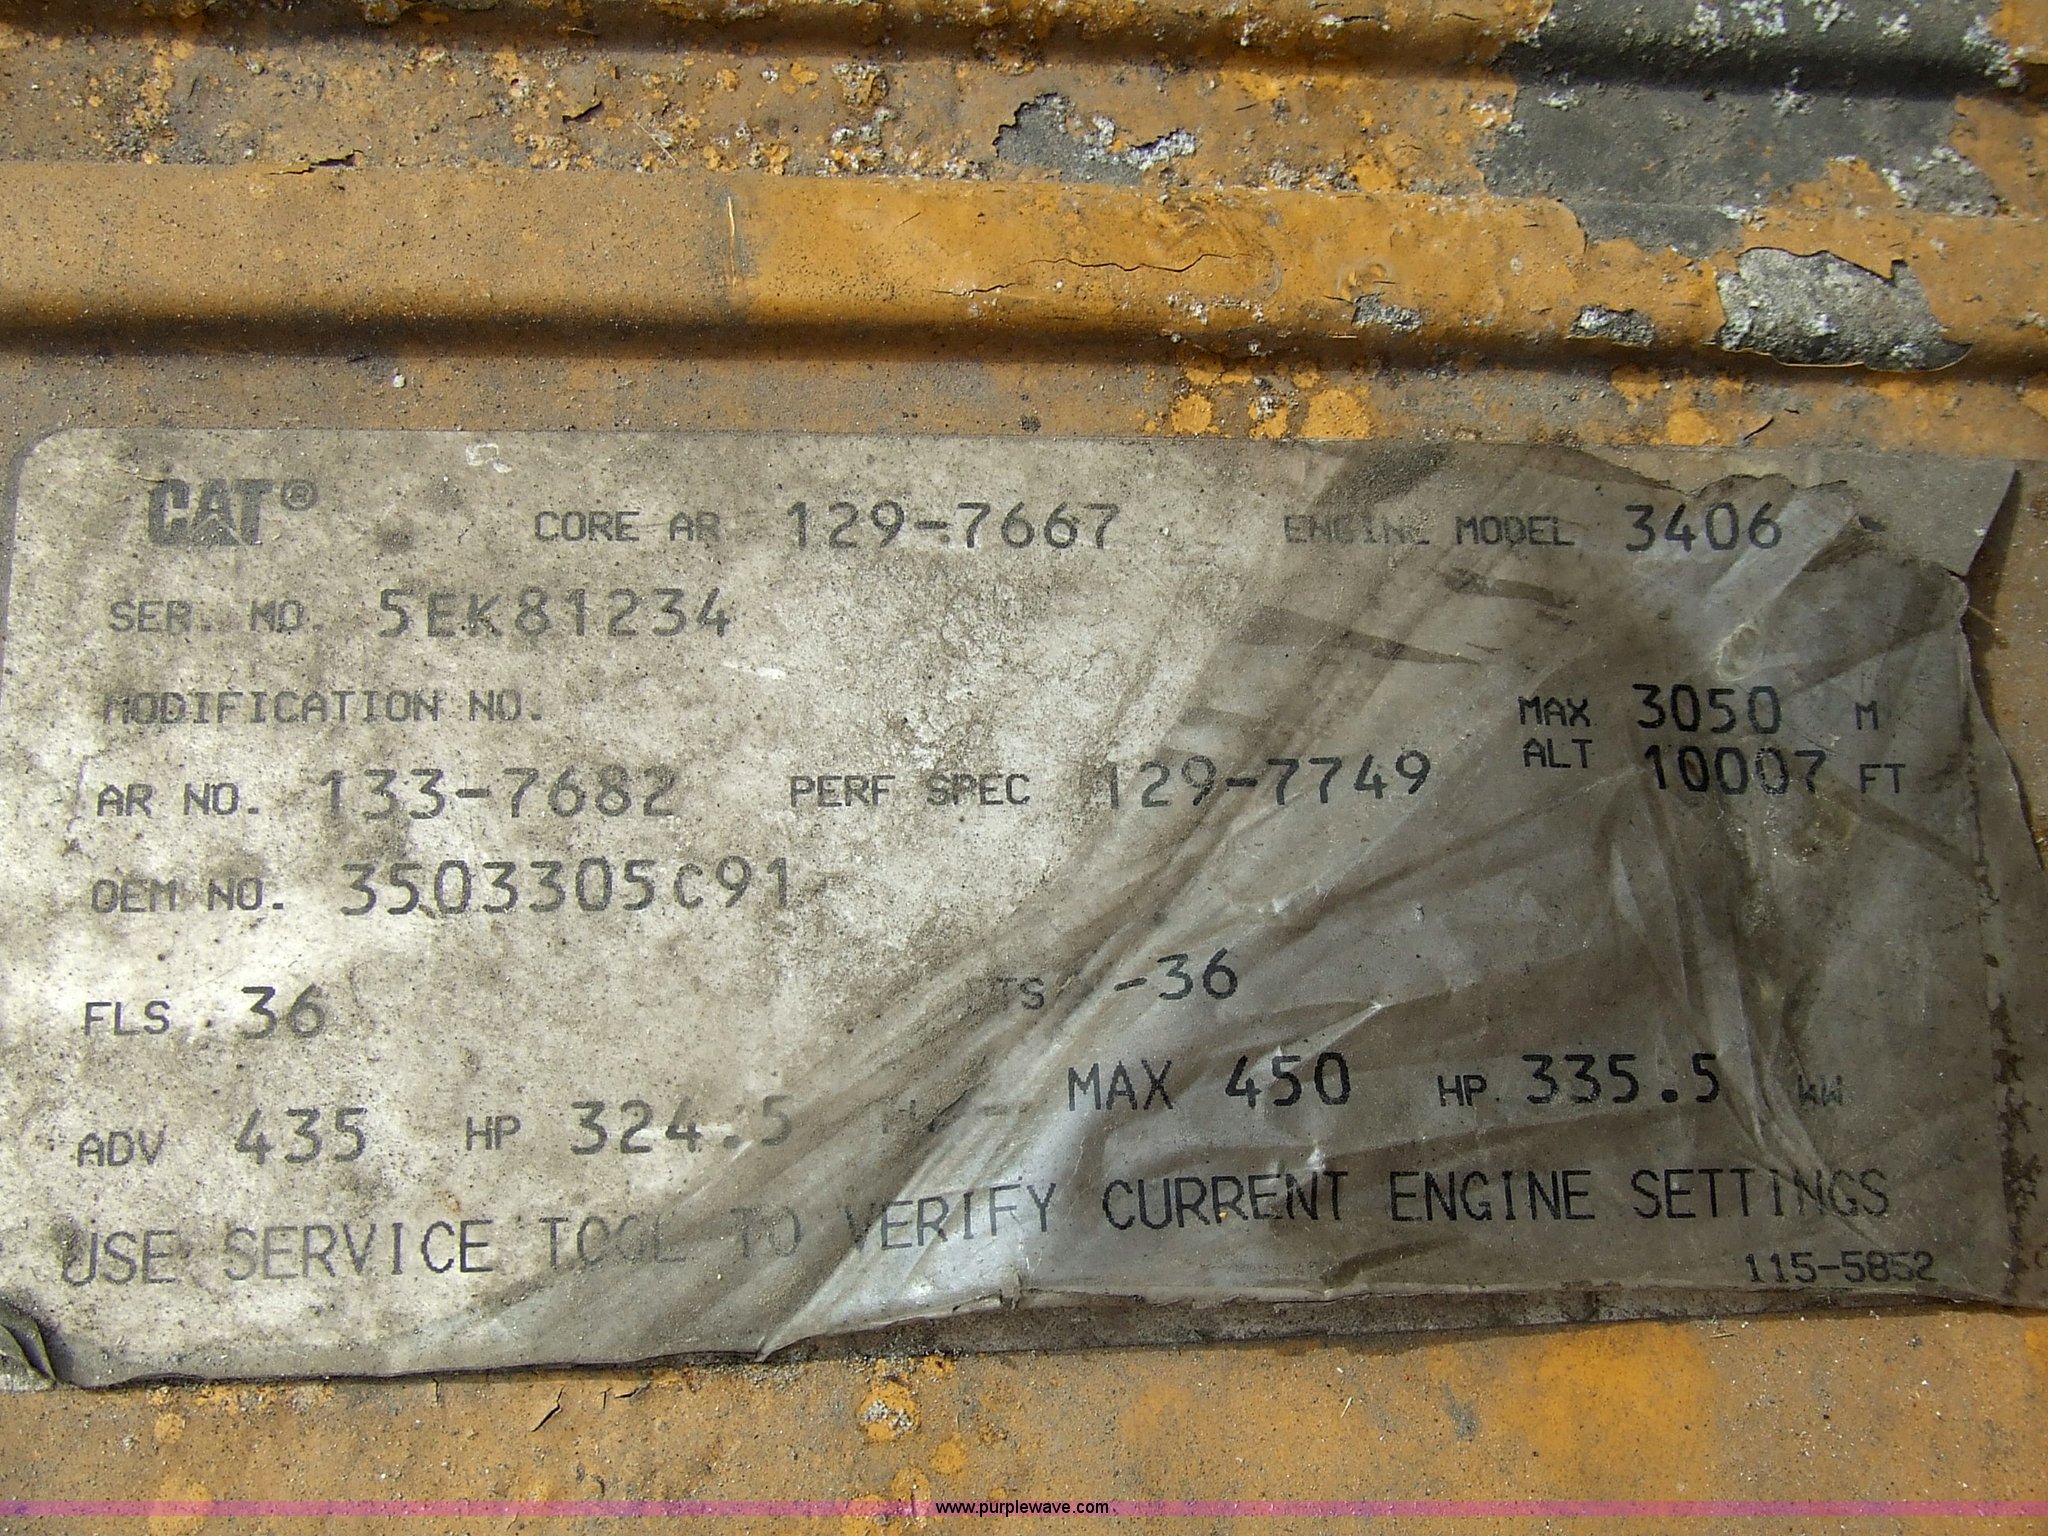 CAT® CORE AR 129-7667 ENGINE MODEL 3406
SER. NO. 5EK81234
MODIFICATION NO.
MAX ALT 3050 M
10007 FT
AR NO. 133-7682 PERF SPEC 129-7749
OEM NO. 3503305C91
FLS 36 TS -36
ADV 435 HP 324.5 MAX 450 HP 335.5 kW
USE SERVICE TOOL TO VERIFY CURRENT ENGINE SETTINGS
115-5852
www.purplewave.com